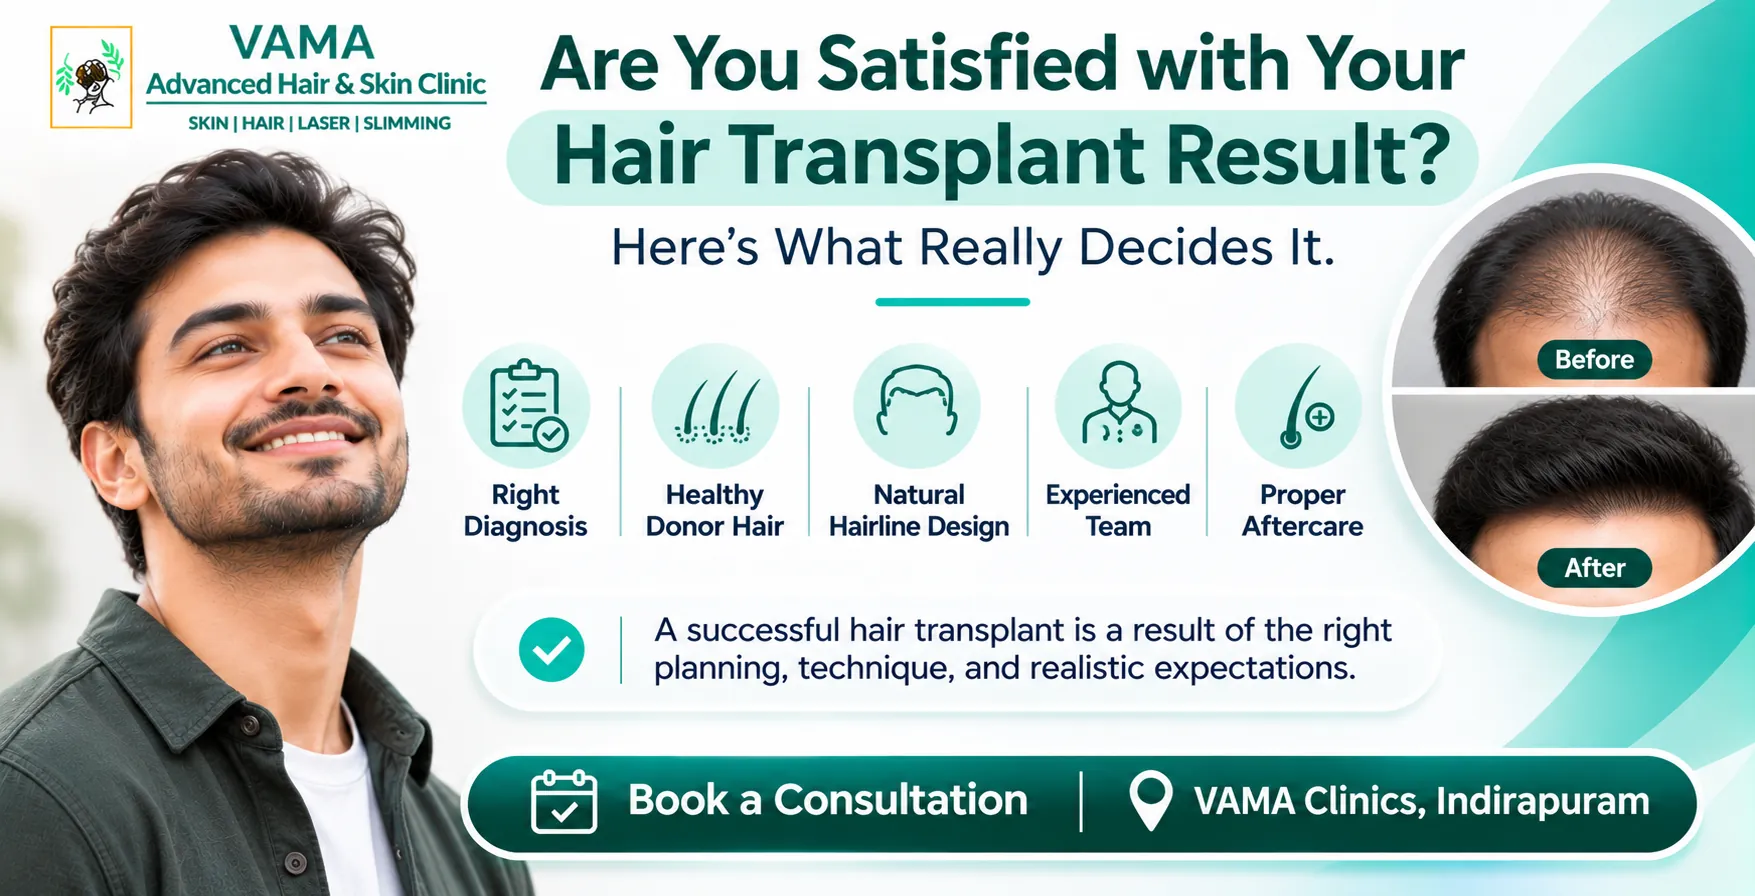 VAMA
Advanced Hair & Skin Clinic
SKIN | HAIR | LASER | SLIMMING
Are You Satisfied with Your
Hair Transplant Result?
Here's What Really Decides It.
Right
Diagnosis
Healthy
Donor Hair
Natural
Hairline Design
Experienced
Team
Proper
Aftercare
Before
After
A successful hair transplant is a result of the right
planning, technique, and realistic expectations.
Book a Consultation
VAMA Clinics, Indirapuram